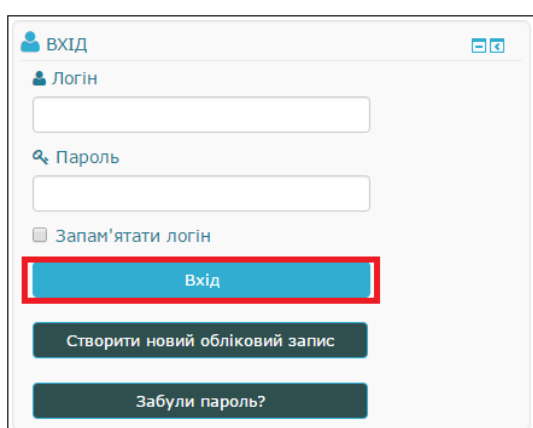 ВХІД
Логін
Пароль
Запам'ятати логін
Вхід
Створити новий обліковий запис
Забули пароль?